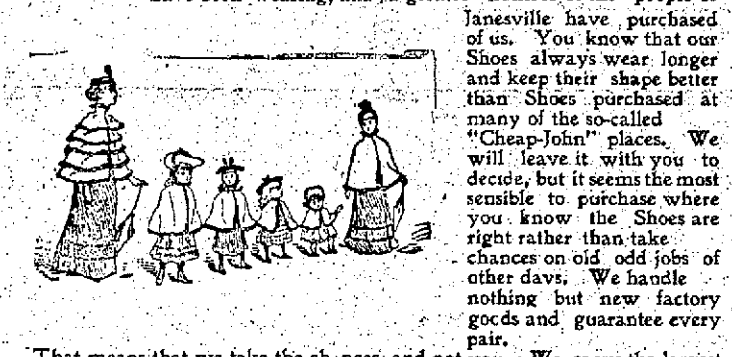 Janesville have purchased
of us. You know that our
Shoes always wear longer
and keep their shape better
than Shoes purchased at
many of the so-called
"Cheap-John" places. We
will leave it with you to
decide, but it seems the most
sensible to purchase where
you know the Shoes are
right rather than take
chances on old odd jobs of
other days. We handle
nothing but new factory
goods and guarantee every
pair.
That means that we take the chances and not